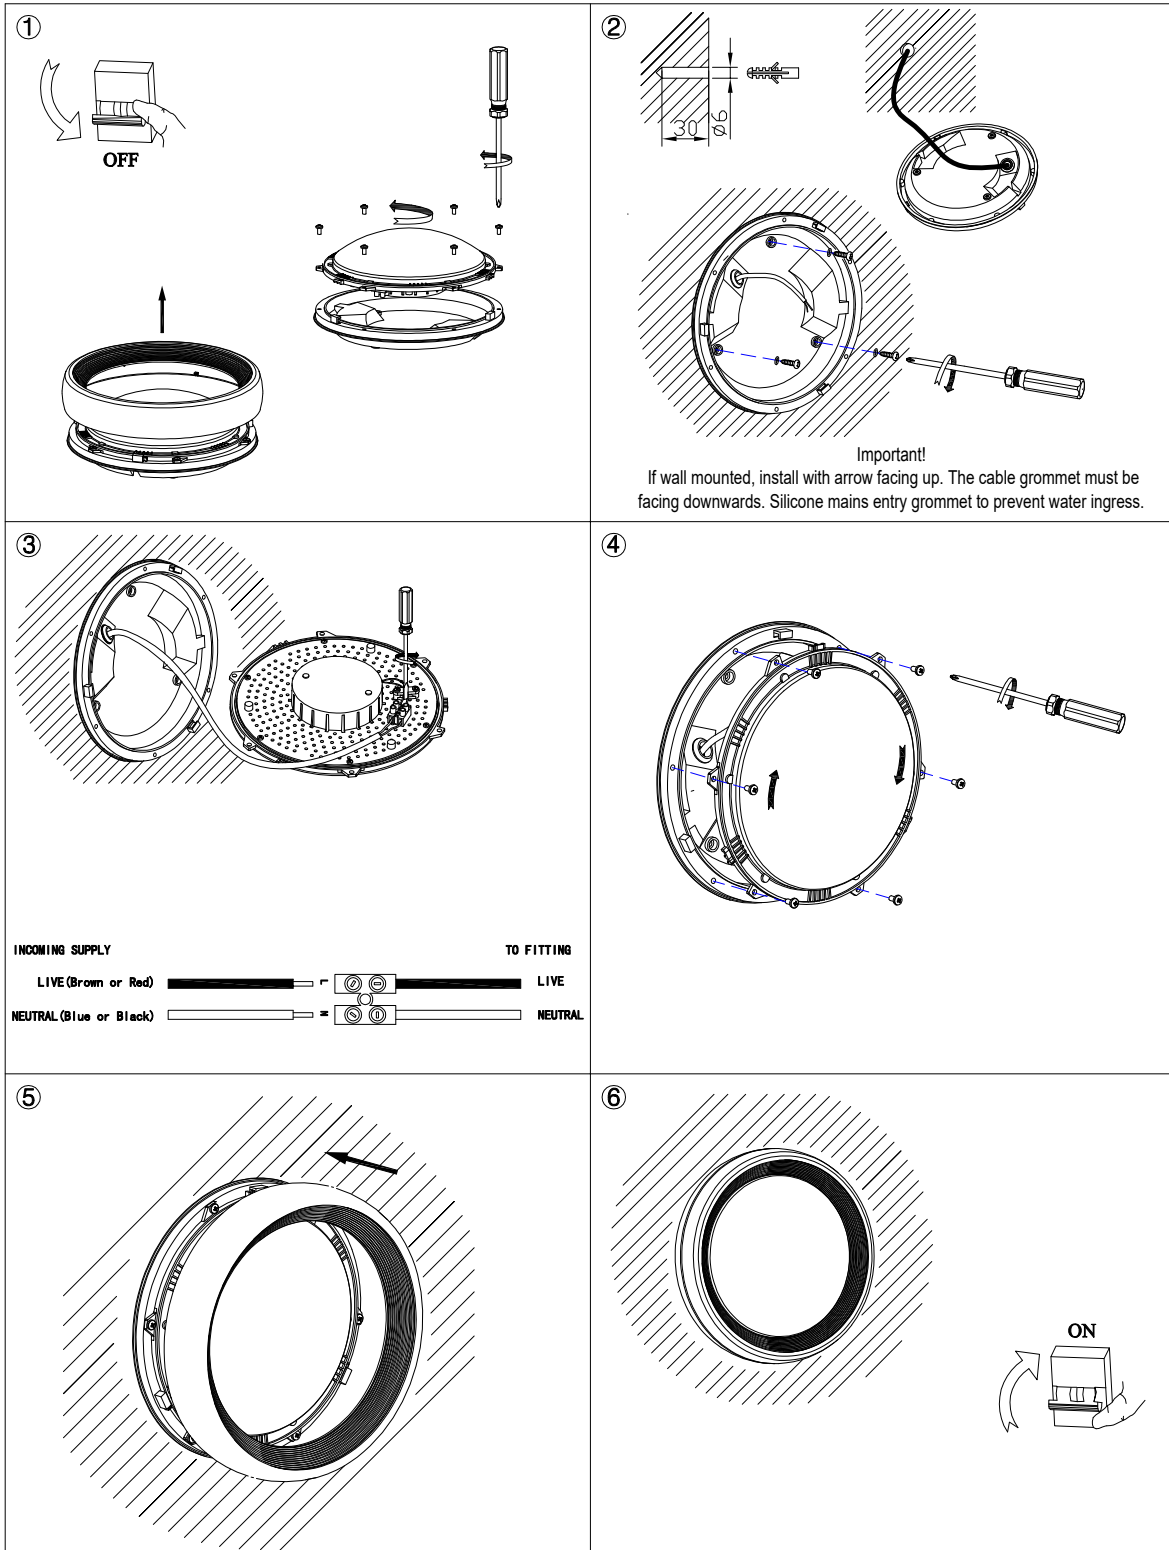 ①
OFF
②
30
ø6
Important!
If wall mounted, install with arrow facing up. The cable grommet must be
facing downwards. Silicone mains entry grommet to prevent water ingress.
③
INCOMING SUPPLY TO FITTING
LIVE(Brown or Red) L LIVE
NEUTRAL(Blue or Black) N NEUTRAL
④
⑤
⑥
ON